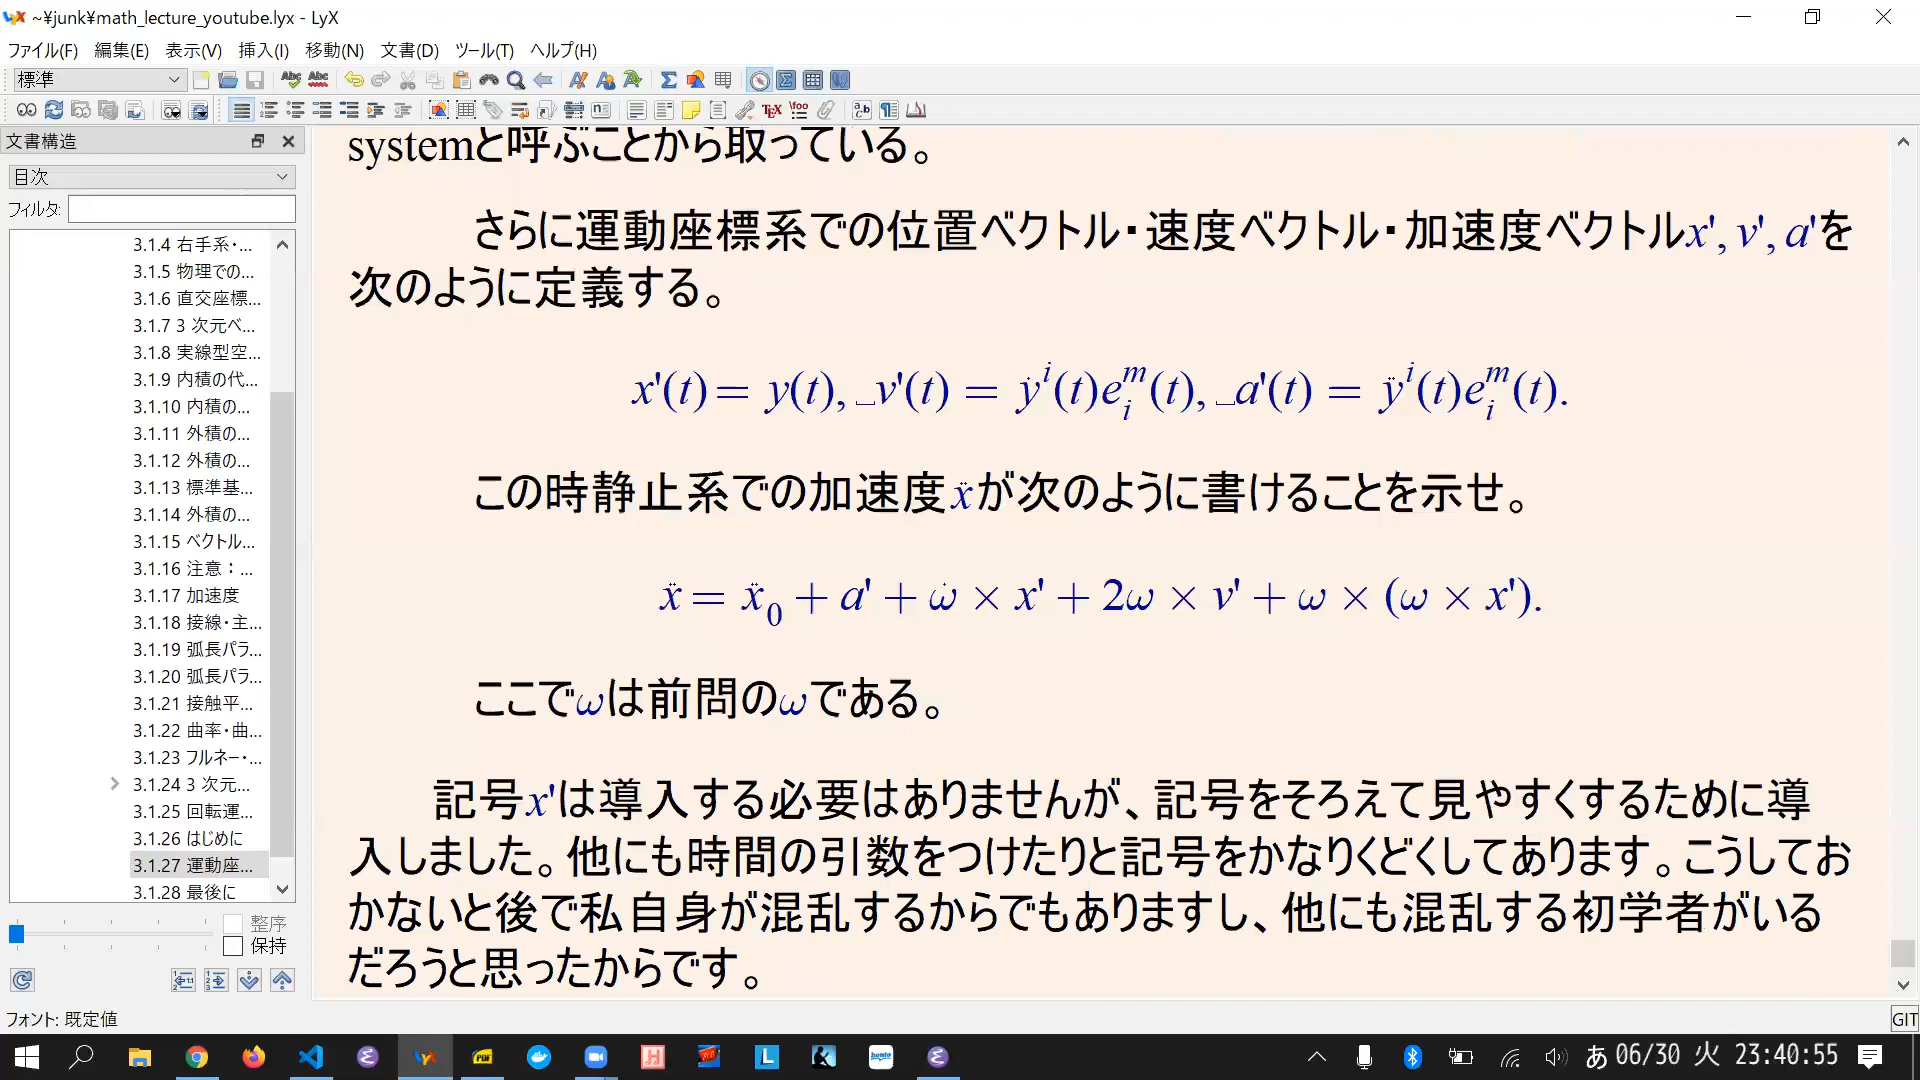 ~¥junk¥math_lecture_youtube.lyx - LyX
ファイル(F) 編集(E) 表示(V) 挿入(I) 移動(N) 文書(D) ツール(T) ヘルプ(H)
標準
文書構造
目次
フィルタ:
3.1.4 右手系・...
3.1.5 物理での...
3.1.6 直交座標...
3.1.7 3 次元ベ...
3.1.8 実線型空...
3.1.9 内積の代...
3.1.10 内積の...
3.1.11 外積の...
3.1.12 外積の...
3.1.13 標準基...
3.1.14 外積の...
3.1.15 ベクトル...
3.1.16 注意：...
3.1.17 加速度
3.1.18 接線・主...
3.1.19 弧長パラ...
3.1.20 弧長パラ...
3.1.21 接触平...
3.1.22 曲率・曲...
3.1.23 フルネー・...
3.1.24 3 次元...
3.1.25 回転運...
3.1.26 はじめに
3.1.27 運動座...
3.1.28 最後に
整序
保持
systemと呼ぶことから取っている。
さらに運動座標系での位置ベクトル・速度ベクトル・加速度ベクトルx', v', a'を
次のように定義する。
x'(t) = y(t), ␣v'(t) = ẏ^i(t)e_i^m(t), ␣a'(t) = ÿ^i(t)e_i^m(t).
この時静止系での加速度ẍが次のように書けることを示せ。
ẍ = ẍ_0 + a' + ω̇ × x' + 2ω × v' + ω × (ω × x').
ここでωは前問のωである。
記号x'は導入する必要はありませんが、記号をそろえて見やすくするために導
入しました。他にも時間の引数をつけたりと記号をかなりくどくしてあります。こうしてお
かないと後で私自身が混乱するからでもありますし、他にも混乱する初学者がいる
だろうと思ったからです。
フォント: 既定値
GIT
あ 06/30 火 23:40:55